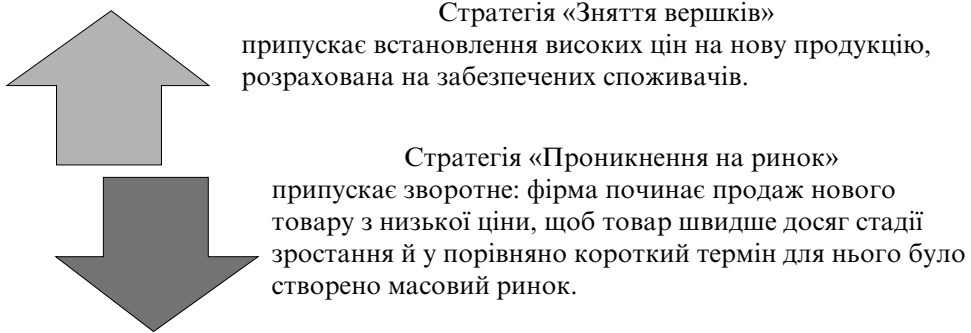 Стратегія «Зняття вершків»
припускає встановлення високих цін на нову продукцію,
розрахована на забезпечених споживачів.
Стратегія «Проникнення на ринок»
припускає зворотне: фірма починає продаж нового
товару з низької ціни, щоб товар швидше досяг стадії
зростання й у порівняно короткий термін для нього було
створено масовий ринок.